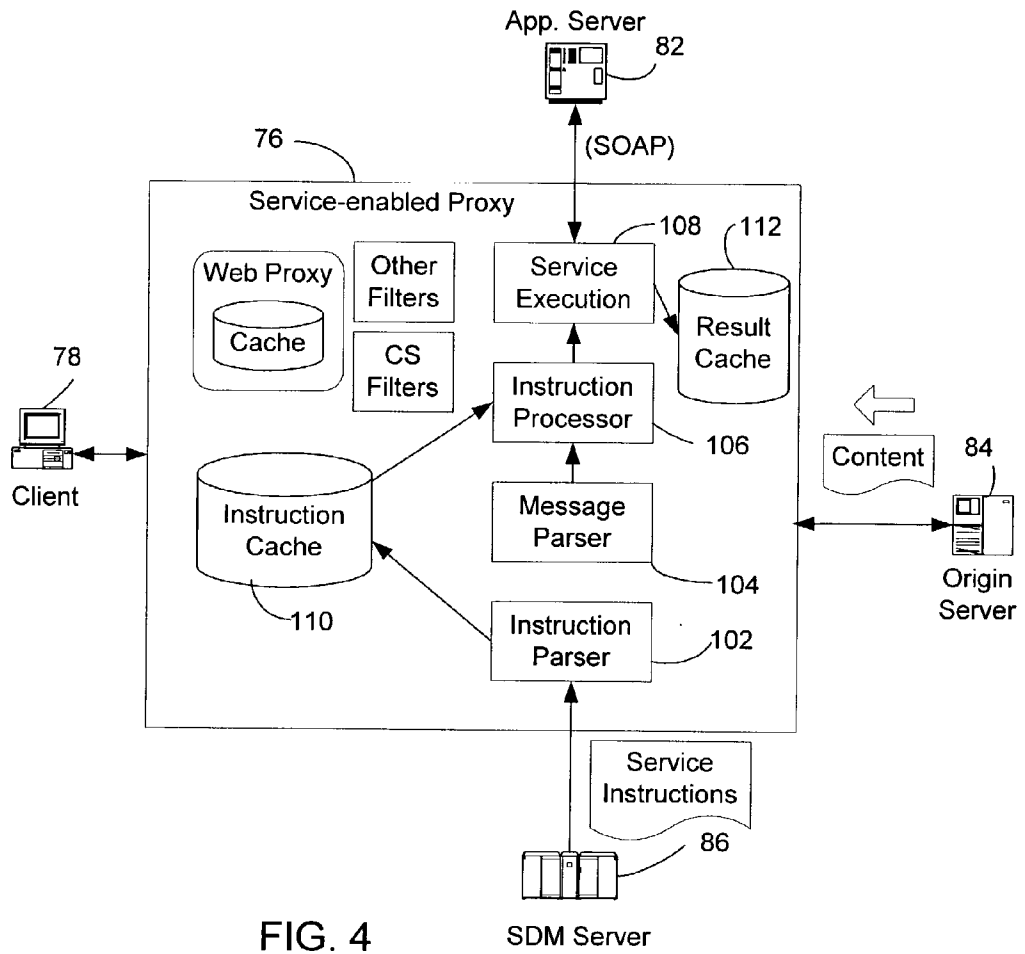 App. Server
82
(SOAP)
76
Service-enabled Proxy
108
112
Web Proxy
Cache
Other
Filters
CS
Filters
Service
Execution
Result
Cache
78
Client
Instruction
Processor
106
Content
84
Origin
Server
Instruction
Cache
110
Message
Parser
104
Instruction
Parser
102
Service
Instructions
86
SDM Server
FIG. 4